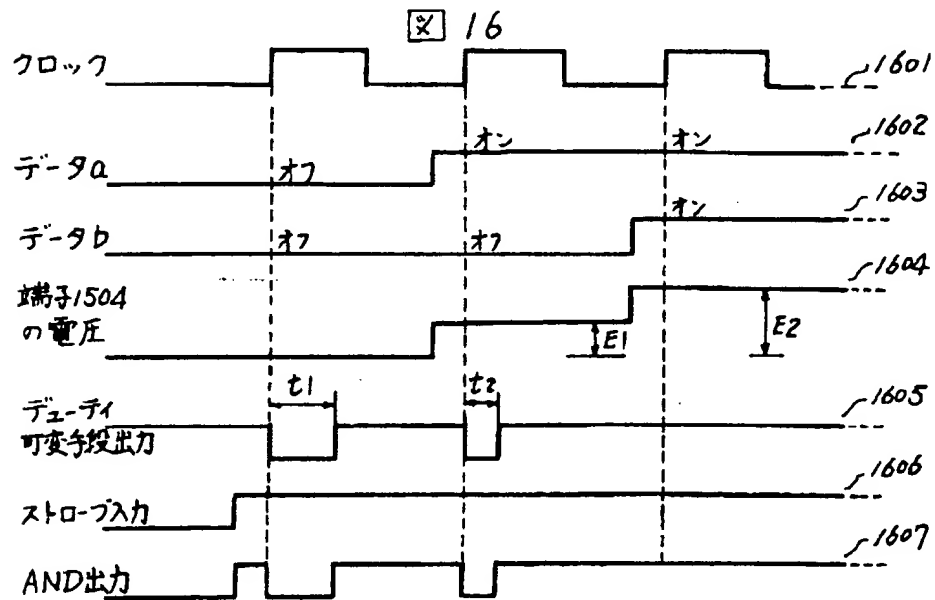 図 16
クロック
1601
オン
オン
1602
データa
オフ
オン
1603
データb
オフ
オフ
1604
端子1504
の電圧
E1
E2
t1
t2
1605
デューティ
可変手段出力
1606
ストローブ入力
1607
AND出力